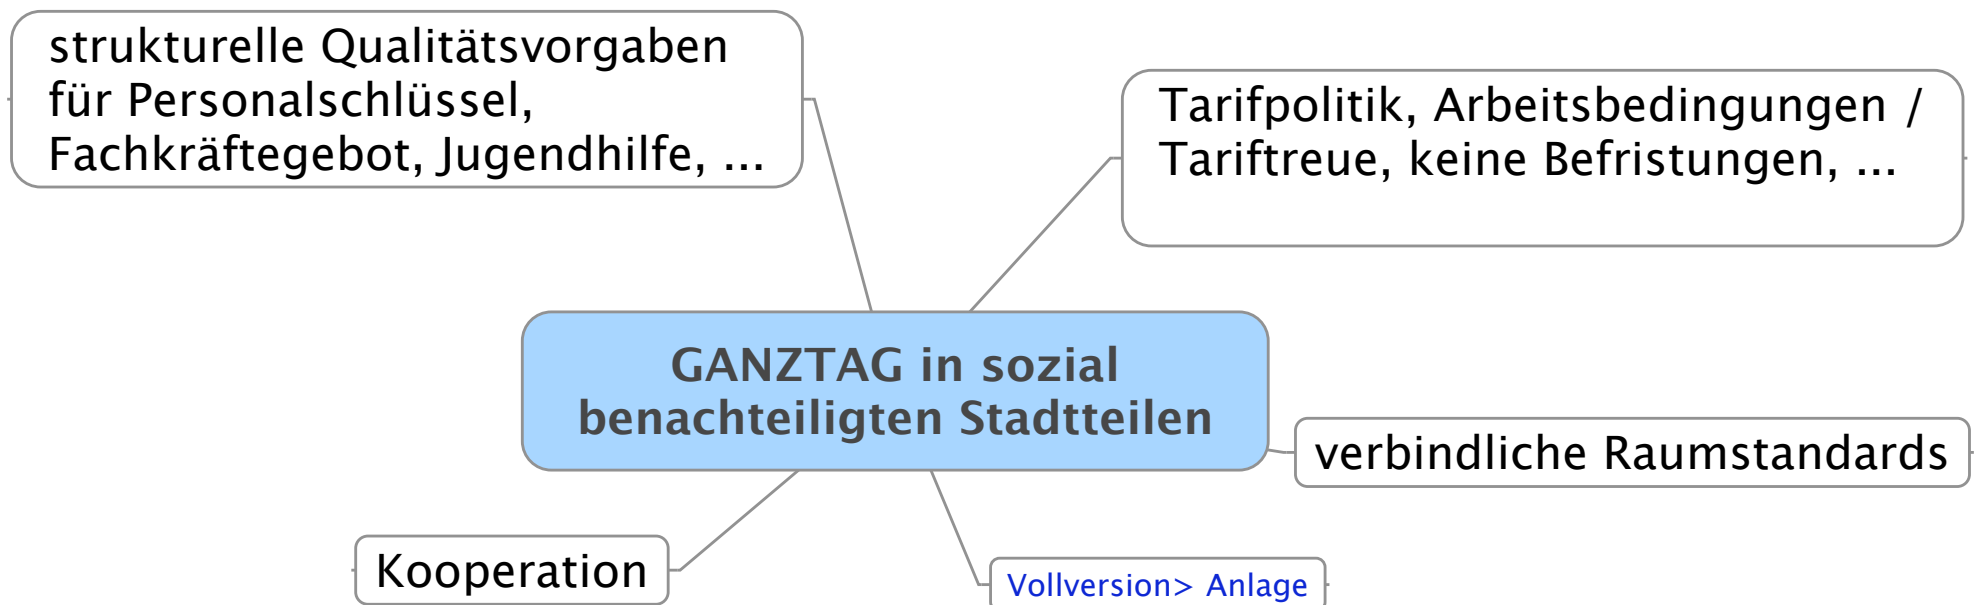 strukturelle Qualitätsvorgaben
für Personalschlüssel,
Fachkräftegebot, Jugendhilfe, ...
Tarifpolitik, Arbeitsbedingungen /
Tariftreue, keine Befristungen, ...
GANZTAG in sozial
benachteiligten Stadtteilen
verbindliche Raumstandards
Kooperation
Vollversion> Anlage